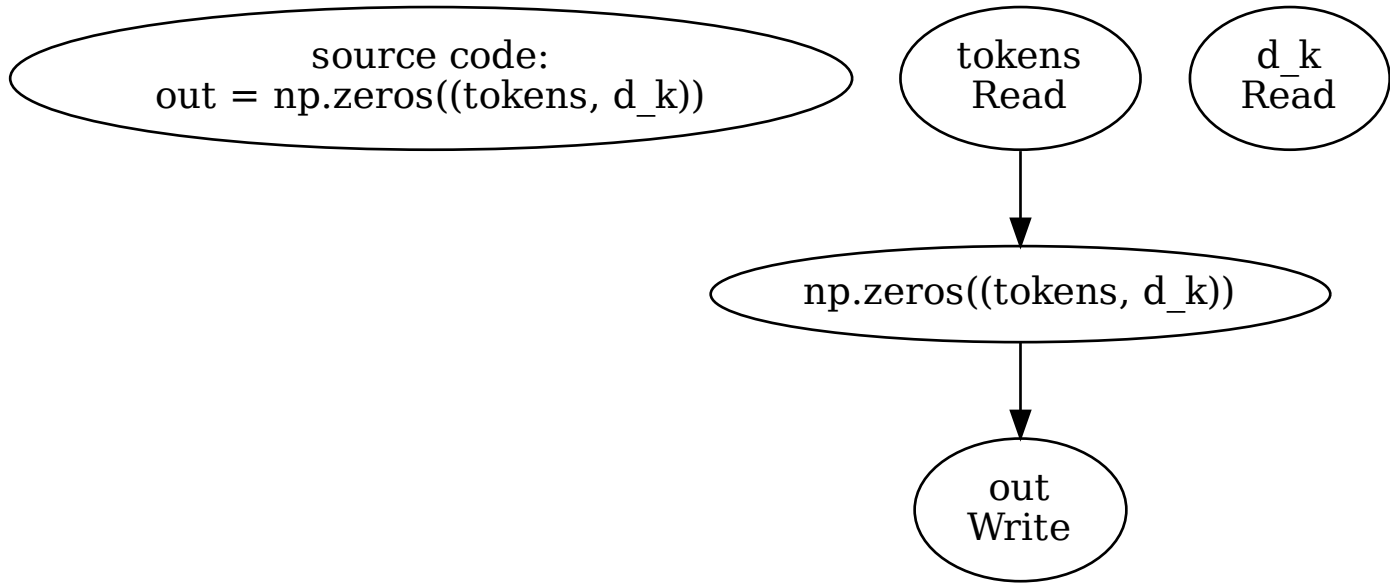 source code:
out = np.zeros((tokens, d_k))
tokens
Read
d_k
Read
np.zeros((tokens, d_k))
out
Write